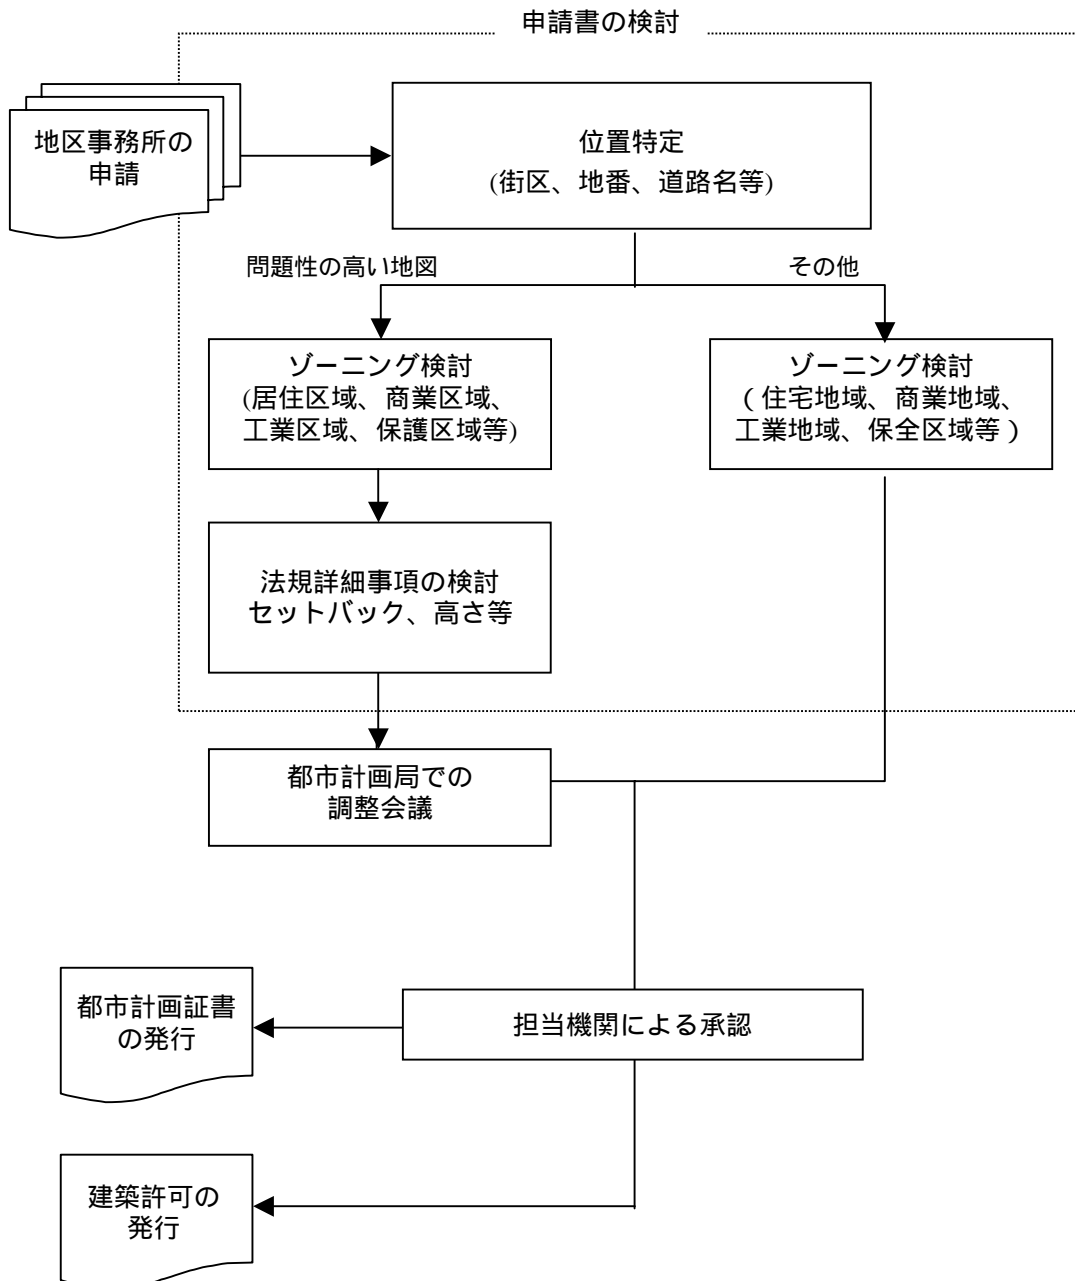 申請書の検討
地区事務所の
申請
位置特定
(街区、地番、道路名等)
問題性の高い地図
その他
ゾーニング検討
(居住区域、商業区域、
工業区域、保護区域等)
ゾーニング検討
(住宅地域、商業地域、
工業地域、保全区域等)
法規詳細事項の検討
セットバック、高さ等
都市計画局での
調整会議
都市計画証書
の発行
担当機関による承認
建築許可の
発行